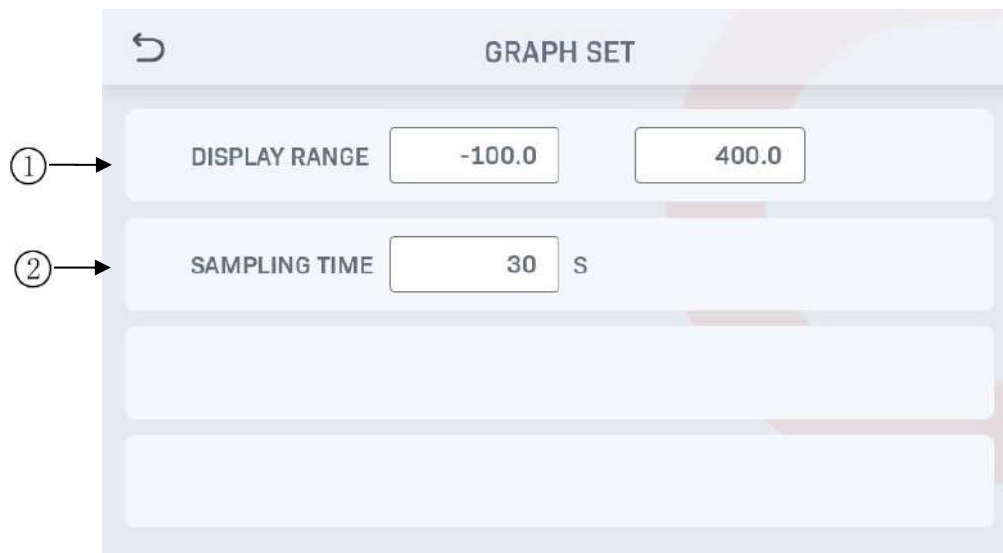 GRAPH SET
① DISPLAY RANGE -100.0 400.0
② SAMPLING TIME 30 S